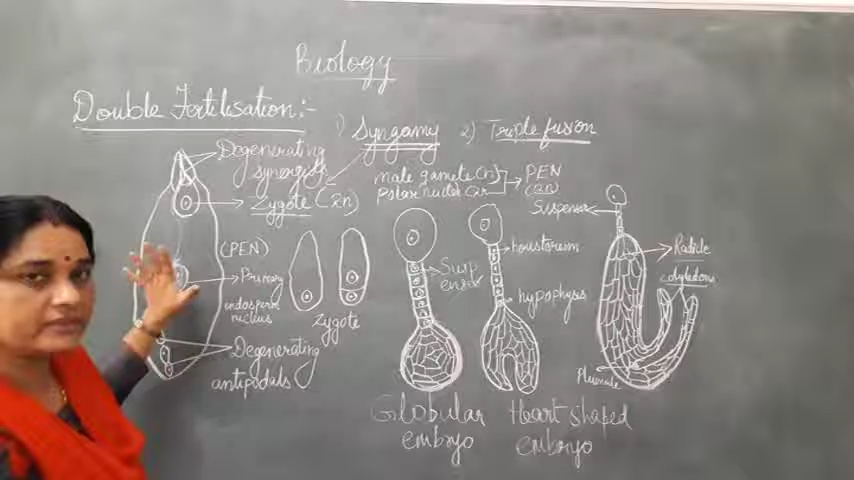 Biology
Double Fertilisation:-
1) Syngamy 2) Triple fusion
Degenerating
synergids
Zygote (2n)
male gamete (n)
Polar nuclei (2n
PEN
(3n)
(PEN)
Primary
endosperm
nucleus
Zygote
Degenerating
antipodals
Susp
ensor
Globular
embryo
houstorium
hypophysis
Heart shaped
embryo
Suspensor
Radicle
cotyledons
Plumule